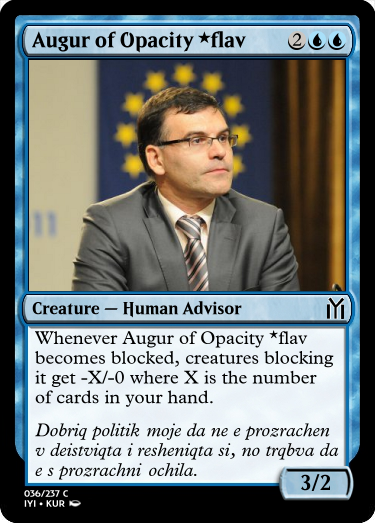 Augur of Opacity *flav
2
Creature — Human Advisor
Whenever Augur of Opacity *flav
becomes blocked, creatures blocking
it get -X/-0 where X is the number
of cards in your hand.
Dobriq politik moje da ne e prozrachen
v deistviqta i resheniqta si, no trqbva da
e s prozrachni ochila.
3/2
036/237 C
IYI • KUR